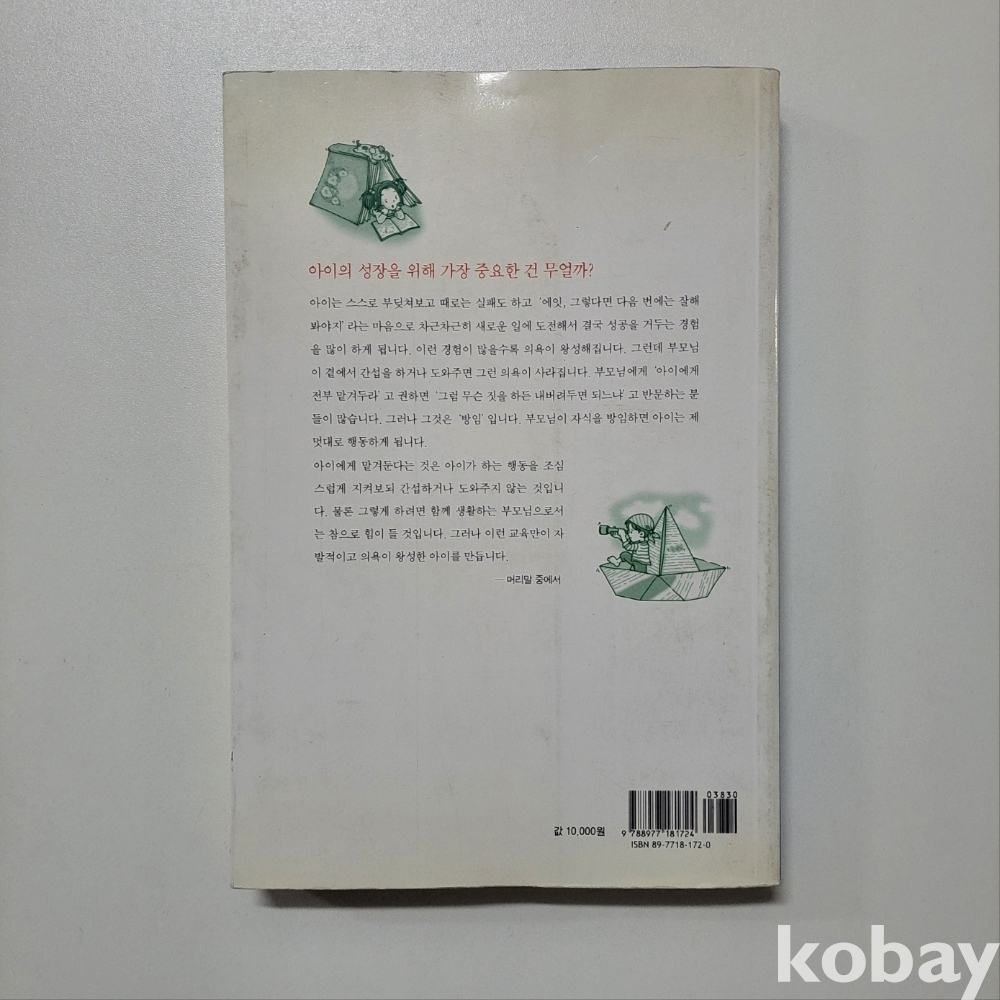 아이의 성장을 위해 가장 중요한 건 무얼까?
아이는 스스로 부딪쳐보고 때로는 실패도 하고 '에잇, 그렇다면 다음 번에는 잘해
봐야지' 라는 마음으로 차근차근히 새로운 일에 도전해서 결국 성공을 거두는 경험
을 많이 하게 됩니다. 이런 경험이 많을수록 의욕이 왕성해집니다. 그런데 부모님
이 곁에서 간섭을 하거나 도와주면 그런 의욕이 사라집니다. 부모님에게 '아이에게
전부 맡겨두라' 고 권하면 '그럼 무슨 짓을 하든 내버려두면 되느냐' 고 반문하는 분
들이 많습니다. 그러나 그것은 '방임' 입니다. 부모님이 자식을 방임하면 아이는 제
멋대로 행동하게 됩니다.
아이에게 맡겨둔다는 것은 아이가 하는 행동을 조심
스럽게 지켜보되 간섭하거나 도와주지 않는 것입니
다. 물론 그렇게 하려면 함께 생활하는 부모님으로서
는 참으로 힘이 들 것입니다. 그러나 이런 교육만이 자
발적이고 의욕이 왕성한 아이를 만듭니다.
— 머리말 중에서
03830
값 10,000원
9 788977 181724
ISBN 89-7718-172-0
kobay